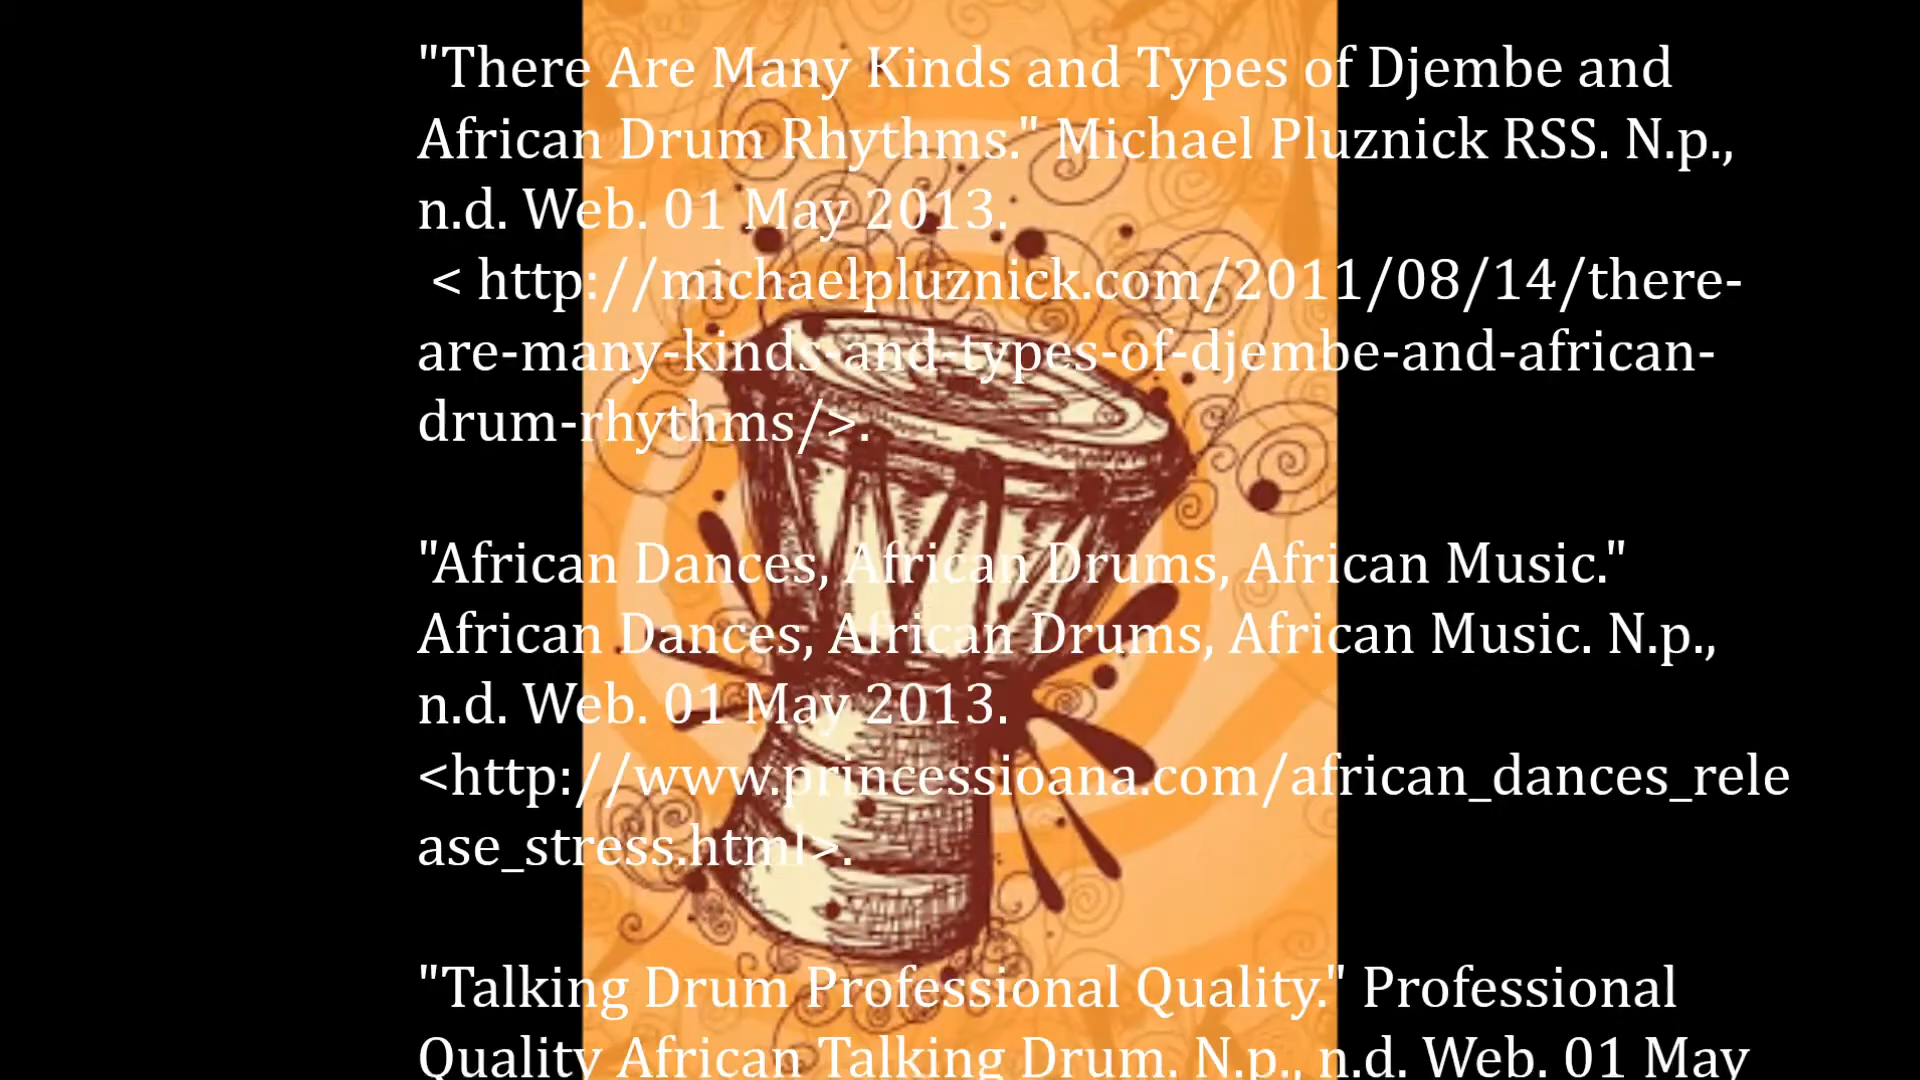 "There Are Many Kinds and Types of Djembe and
African Drum Rhythms." Michael Pluznick RSS. N.p.,
n.d. Web. 01 May 2013.
< http://michaelpluznick.com/2011/08/14/there-
are-many-kinds-and-types-of-djembe-and-african-
drum-rhythms/>.
"African Dances, African Drums, African Music."
African Dances, African Drums, African Music. N.p.,
n.d. Web. 01 May 2013.
<http://www.princessioana.com/african_dances_rele
ase_stress.html>.
"Talking Drum Professional Quality." Professional
Quality African Talking Drum. N.p., n.d. Web. 01 May